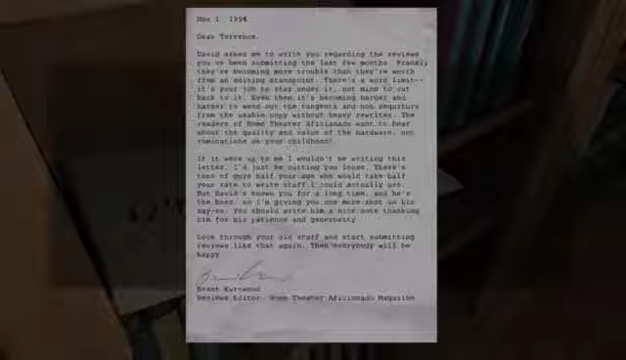 Nov 1 1994
Dear Terrence,
David asked me to write you regarding the reviews
you've been submitting the last few months. Frankly
they're becoming more trouble than they're worth
from an editing standpoint. There's a word limit--
it's your job to stay under it, not mine to cut
back to it. Even then it's becoming harder and
harder to weed out the tangents and non sequiturs
from the usable copy without heavy rewrites. The
readers of Home Theater Aficionado want to hear
about the quality and value of the hardware, not
ruminations on your childhood!
If it were up to me I wouldn't be writing this
letter, I'd just be cutting you loose. There's
tons of guys half your age who would take half
your rate to write stuff I could actually use.
But David's known you for a long time, and he's
the boss, so I'm giving you one more shot on his
say-so. You should write him a nice note thanking
him for his patience and generosity
Look through your old stuff and start submitting
reviews like that again. Then everybody will be
happy
Brent Kurtwood
Reviews Editor, Home Theater Aficionado Magazine